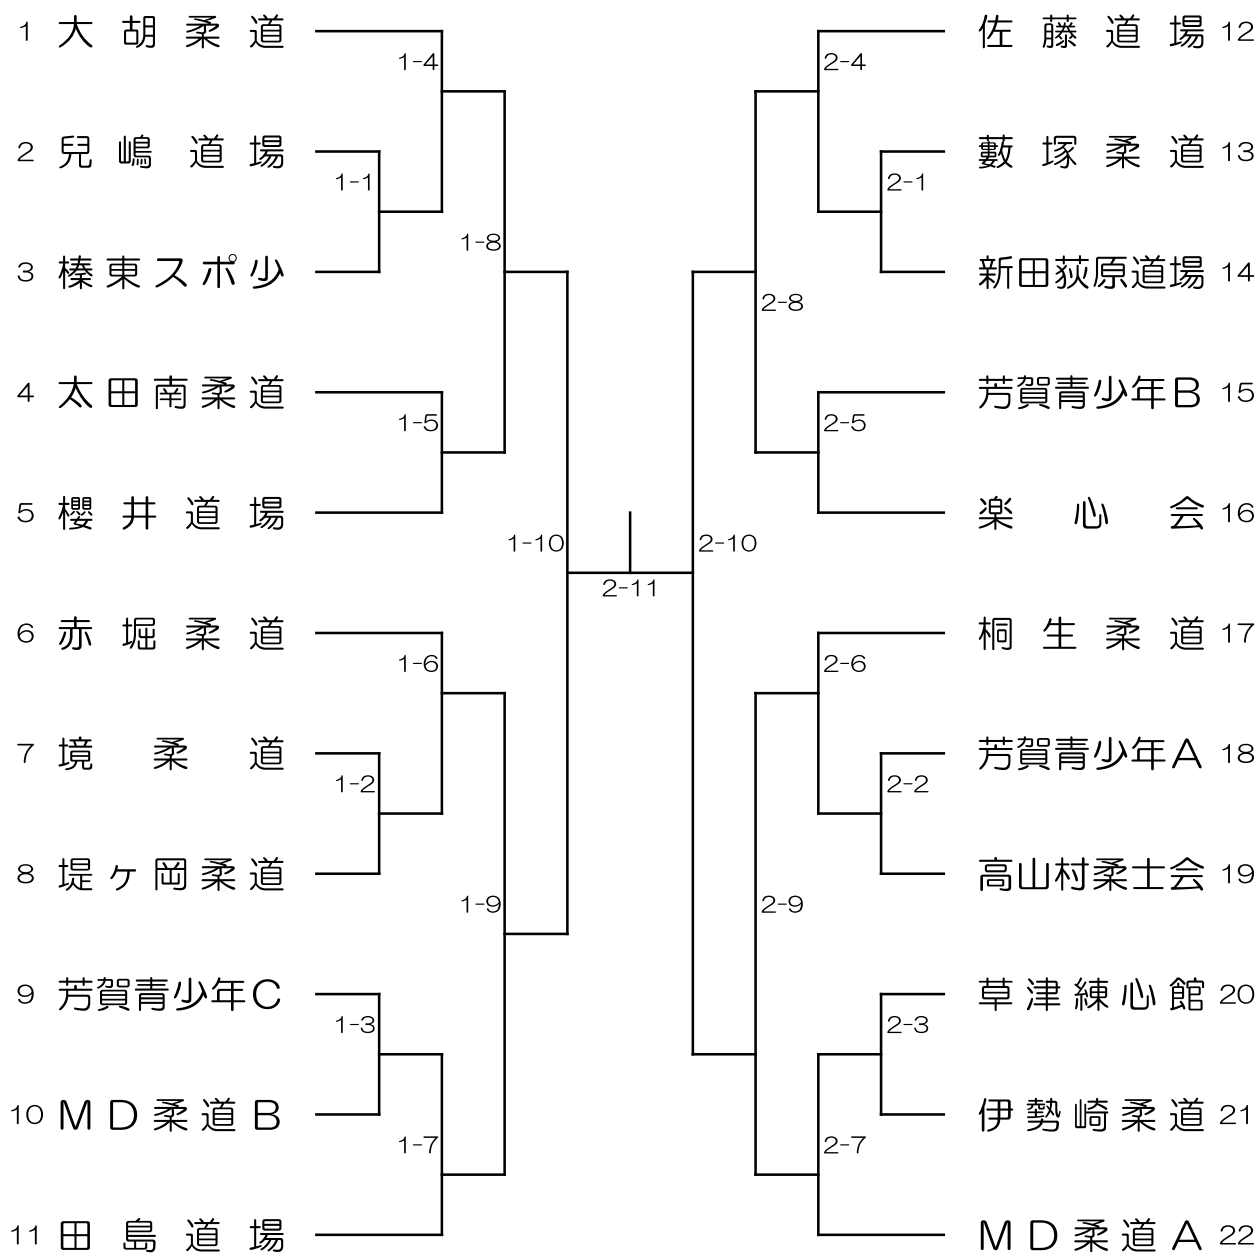 1 大胡柔道
1-4
2 兒嶋道場
1-1
3 榛東スポ少
1-8
4 太田南柔道
1-5
5 櫻井道場
1-10
6 赤堀柔道
1-6
7 境柔道
1-2
8 堤ヶ岡柔道
1-9
9 芳賀青少年C
1-3
10 MD柔道B
1-7
11 田島道場
2-11
佐藤道場 12
2-4
藪塚柔道 13
2-1
新田荻原道場 14
2-8
芳賀青少年B 15
2-5
楽心会 16
2-10
桐生柔道 17
2-6
芳賀青少年A 18
2-2
高山村柔士会 19
2-9
草津練心館 20
2-3
伊勢崎柔道 21
2-7
MD柔道A 22